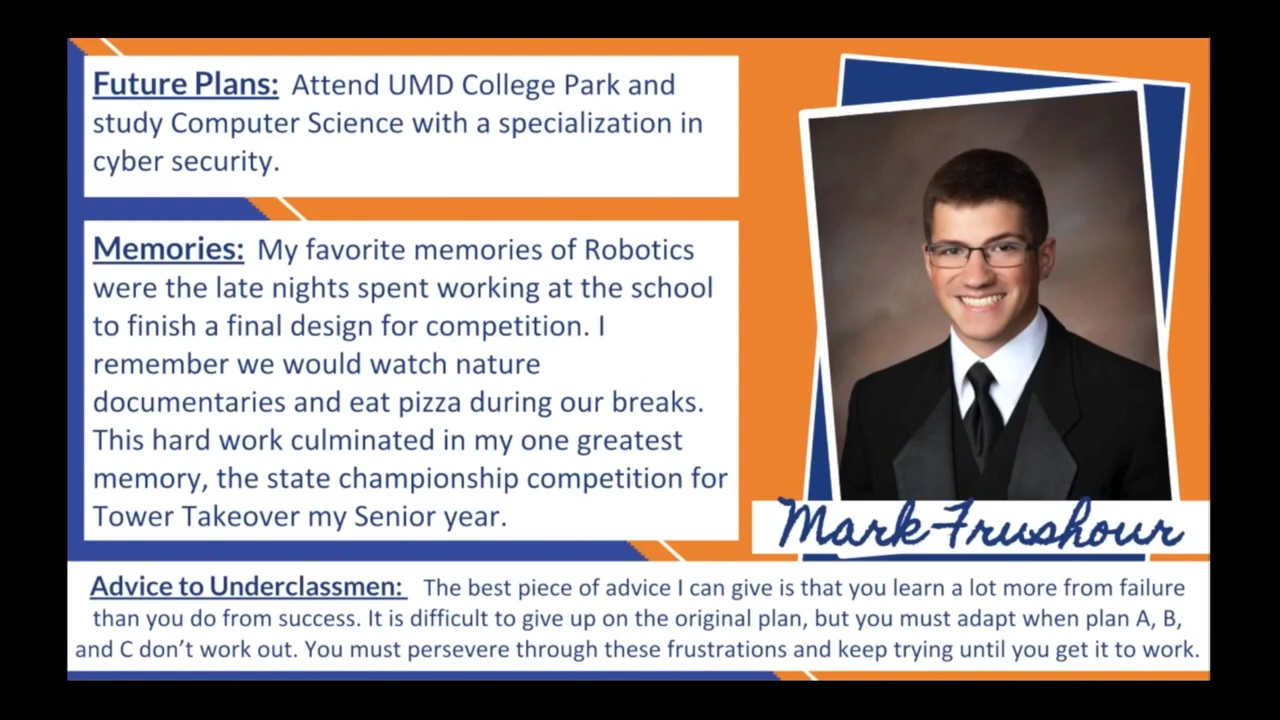 Future Plans: Attend UMD College Park and
study Computer Science with a specialization in
cyber security.
Memories: My favorite memories of Robotics
were the late nights spent working at the school
to finish a final design for competition. I
remember we would watch nature
documentaries and eat pizza during our breaks.
This hard work culminated in my one greatest
memory, the state championship competition for
Tower Takeover my Senior year.
Mark Frushour
Advice to Underclassmen: The best piece of advice I can give is that you learn a lot more from failure
than you do from success. It is difficult to give up on the original plan, but you must adapt when plan A, B,
and C don’t work out. You must persevere through these frustrations and keep trying until you get it to work.